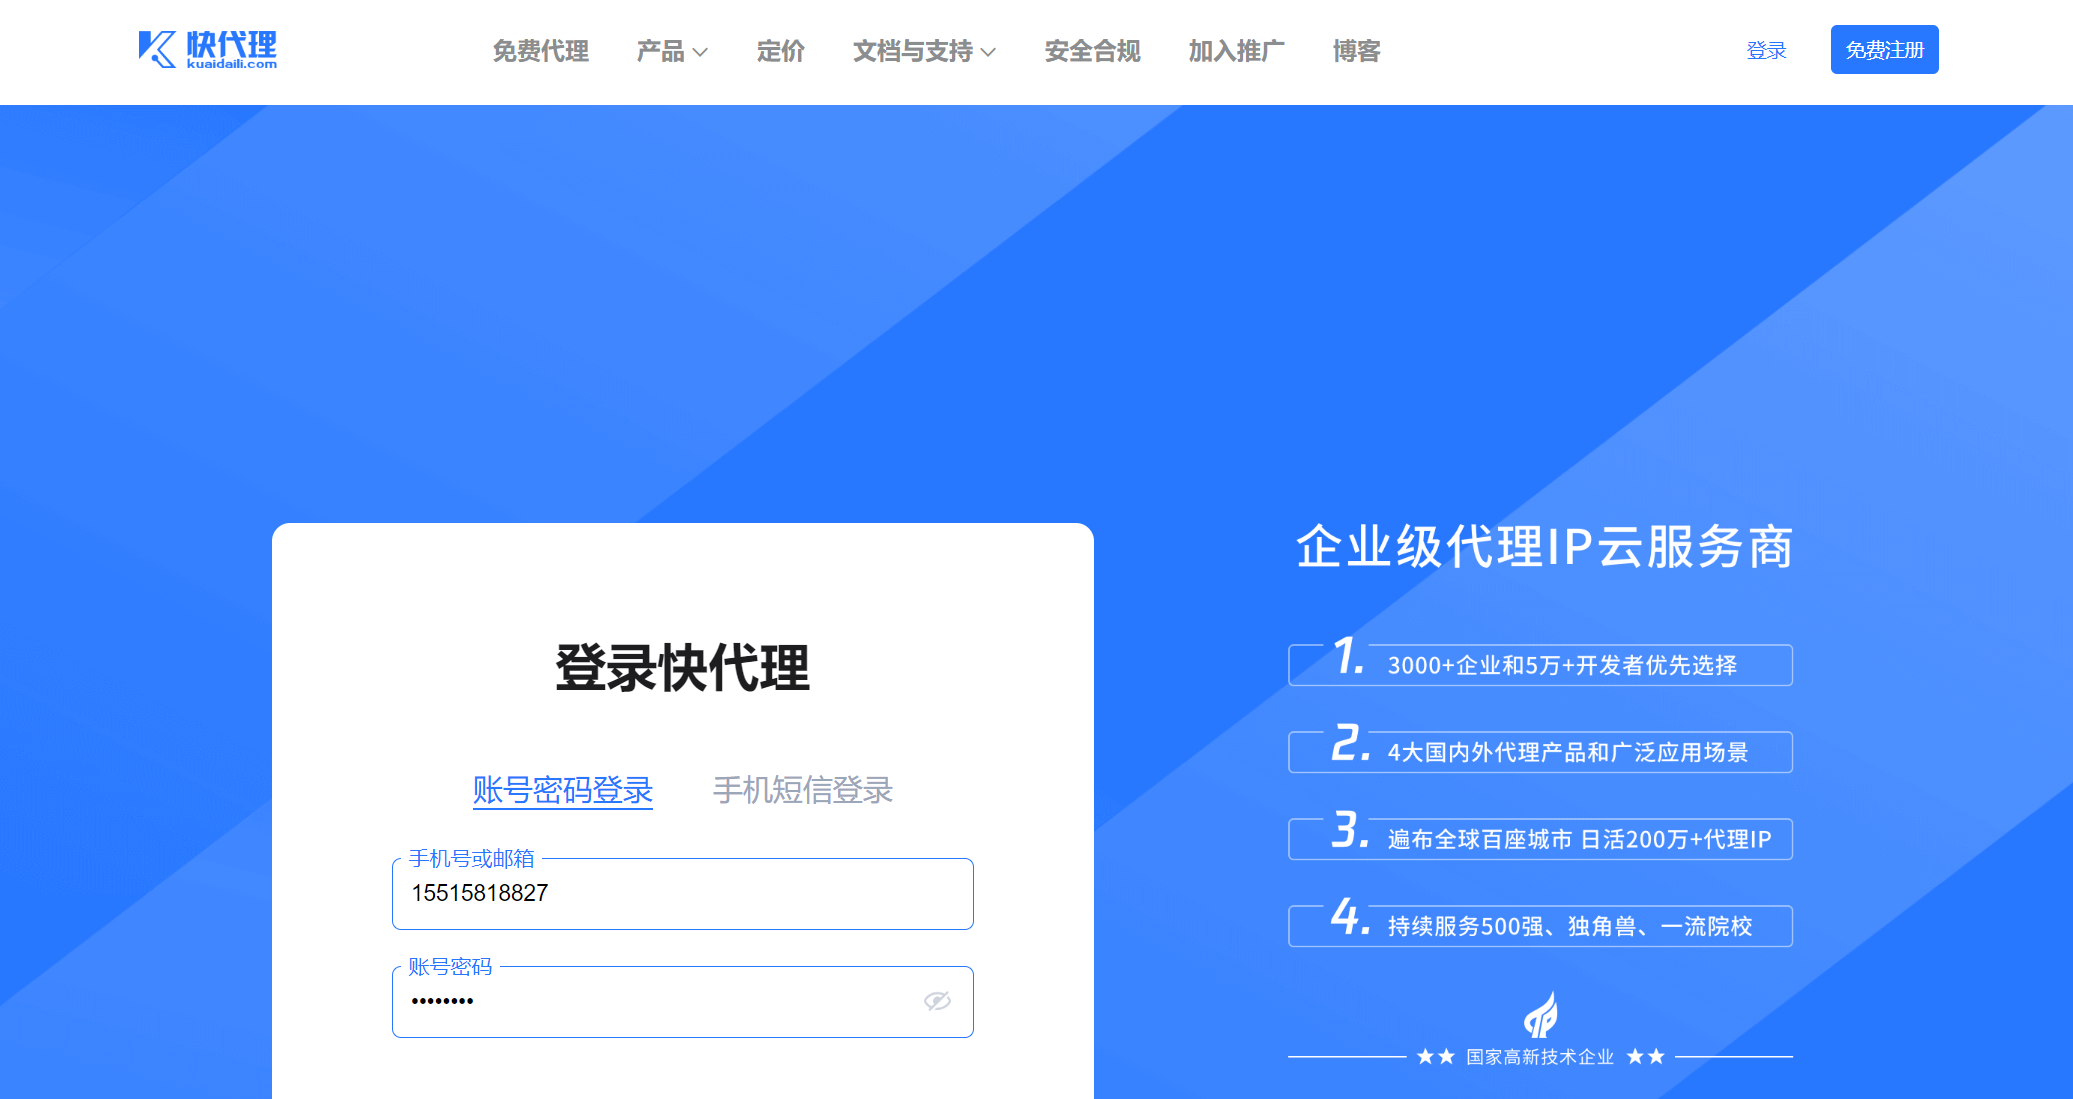 快代理
kuaidaili.com
免费代理 产品 定价 文档与支持 安全合规 加入推广 博客
登录 免费注册
登录快代理
账号密码登录 手机短信登录
手机号或邮箱
15515818827
账号密码
••••••••
企业级代理IP云服务商
1. 3000+企业和5万+开发者优先选择
2. 4大国内外代理产品和广泛应用场景
3. 遍布全球百座城市 日活200万+代理IP
4. 持续服务500强、独角兽、一流院校
★★ 国家高新技术企业 ★★